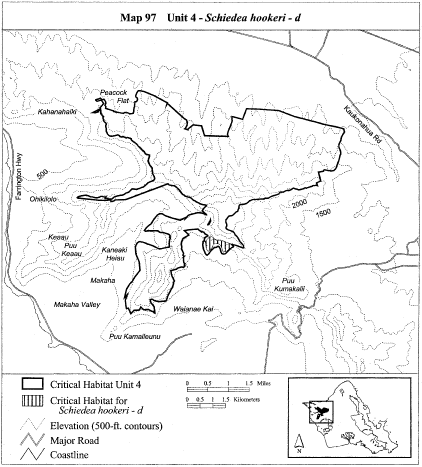 Map 97 Unit 4 - Schiedea hookeri - d
Peacock
Flat
Kahanahaiki
Kaukonahua Rd
Farrington Hwy
500
Ohikilolo
2000
1500
Keaau
Puu
Keaau
Kaneaki
Heiau
Makaha
Puu
Kumakalii
Makaha Valley
Waianae Kai
Puu Kamaileunu
Critical Habitat Unit 4
Critical Habitat for
Schiedea hookeri - d
Elevation (500-ft. contours)
Major Road
Coastline
0 0.5 1 1.5 Miles
0 0.5 1 1.5 Kilometers
N